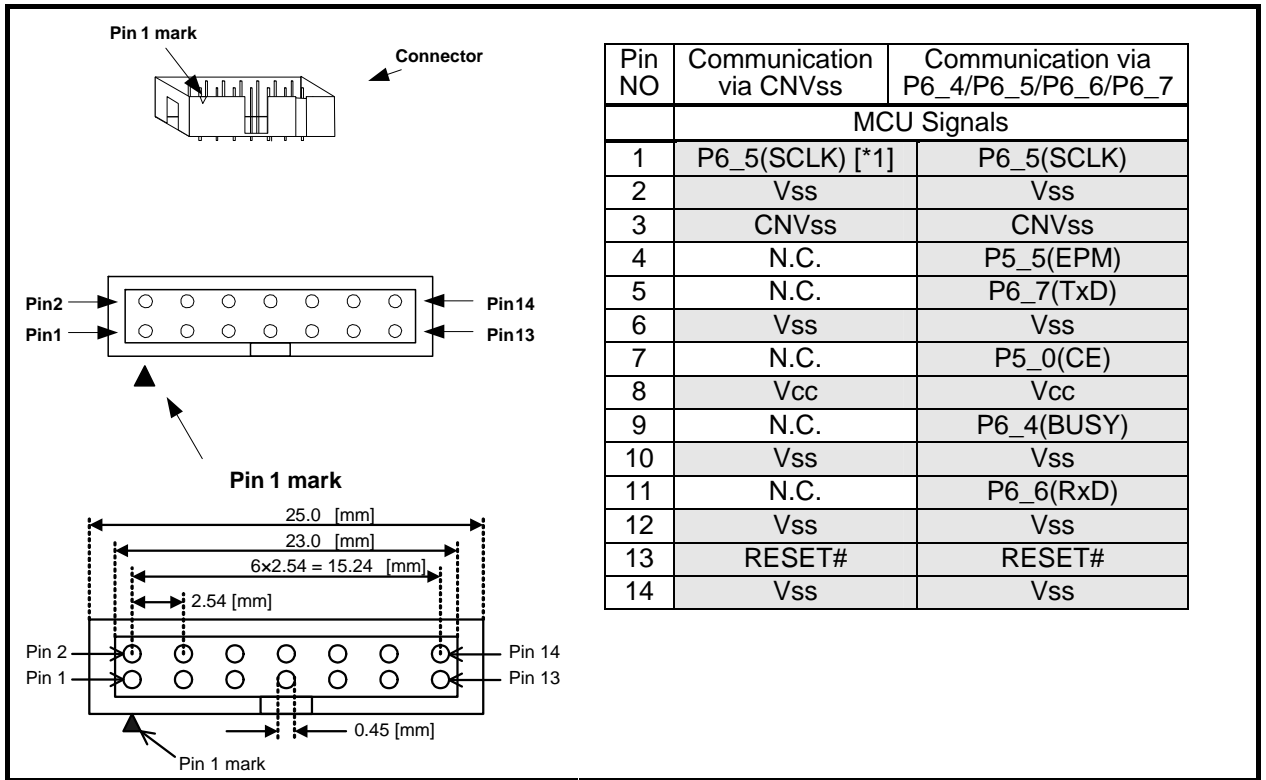 Pin 1 mark
Connector
Pin2
Pin14
Pin1
Pin13
Pin 1 mark
25.0 [mm]
23.0 [mm]
6×2.54 = 15.24 [mm]
2.54 [mm]
Pin 2
Pin 14
Pin 1
Pin 13
0.45 [mm]
Pin 1 mark
Pin NO Communication via CNVss Communication via P6_4/P6_5/P6_6/P6_7
MCU Signals
1 P6_5(SCLK) [*1] P6_5(SCLK)
2 Vss Vss
3 CNVss CNVss
4 N.C. P5_5(EPM)
5 N.C. P6_7(TxD)
6 Vss Vss
7 N.C. P5_0(CE)
8 Vcc Vcc
9 N.C. P6_4(BUSY)
10 Vss Vss
11 N.C. P6_6(RxD)
12 Vss Vss
13 RESET# RESET#
14 Vss Vss